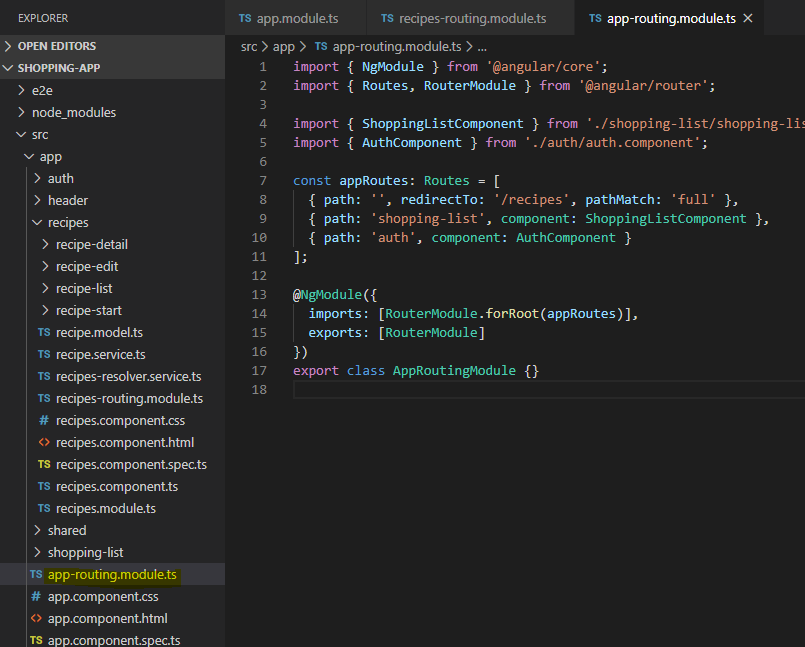 EXPLORER
OPEN EDITORS
SHOPPING-APP
e2e
node_modules
src
app
auth
header
recipes
recipe-detail
recipe-edit
recipe-list
recipe-start
TS recipe.model.ts
TS recipe.service.ts
TS recipes-resolver.service.ts
TS recipes-routing.module.ts
# recipes.component.css
<> recipes.component.html
TS recipes.component.spec.ts
TS recipes.component.ts
TS recipes.module.ts
shared
shopping-list
TS app-routing.module.ts
# app.component.css
<> app.component.html
TS app.component.spec.ts
TS app.module.ts TS recipes-routing.module.ts TS app-routing.module.ts ×
src > app > TS app-routing.module.ts > ...
1 import { NgModule } from '@angular/core';
2 import { Routes, RouterModule } from '@angular/router';
3
4 import { ShoppingListComponent } from './shopping-list/shopping-lis
5 import { AuthComponent } from './auth/auth.component';
6
7 const appRoutes: Routes = [
8 { path: '', redirectTo: '/recipes', pathMatch: 'full' },
9 { path: 'shopping-list', component: ShoppingListComponent },
10 { path: 'auth', component: AuthComponent }
11 ];
12
13 @NgModule({
14 imports: [RouterModule.forRoot(appRoutes)],
15 exports: [RouterModule]
16 })
17 export class AppRoutingModule {}
18